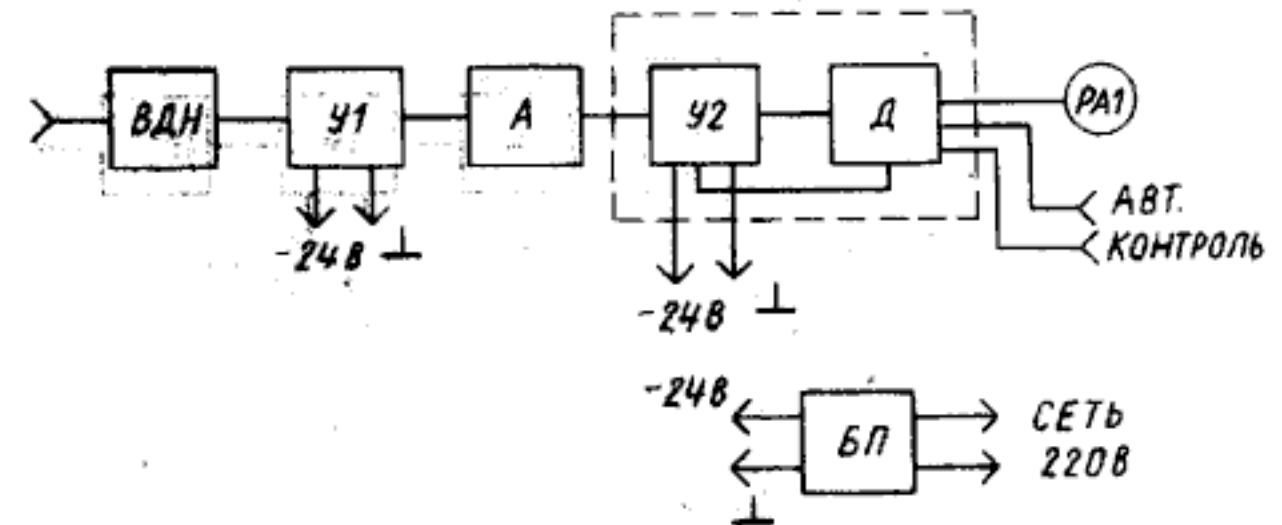 ВДН
У1
А
У2
Д
РА1
АВТ.
КОНТРОЛЬ
-24В
-24В
-24В
БП
СЕТЬ
220В